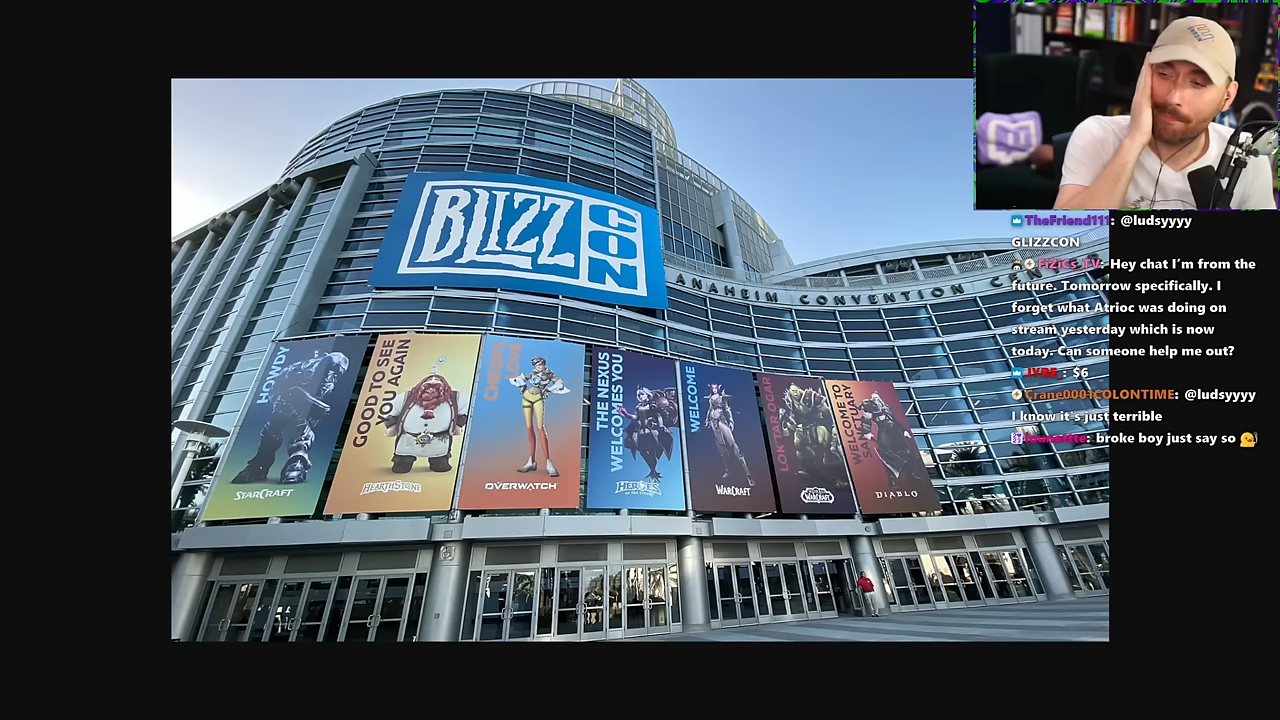 BLIZZ
CON
ANAHEIM CONVENTION C
HOWDY
STARCRAFT
GOOD TO SEE
YOU AGAIN
HEARTHSTONE
CHEERS
LOVE
OVERWATCH
THE NEXUS
WELCOMES YOU
HEROES
OF THE STORM
WELCOME
WARCRAFT
LOK'TAR OGAR
WORLD OF
WARCRAFT
WELCOME TO
SANCTUARY
DIABLO
TheFriend111: @ludsyyyy
GLIZZCON
FiZiCs_TV: Hey chat I'm from the
future. Tomorrow specifically. I
forget what Atrioc was doing on
stream yesterday which is now
today. Can someone help me out?
$6
Crane0001COLONTIME: @ludsyyyy
I know it's just terrible
broke boy just say so